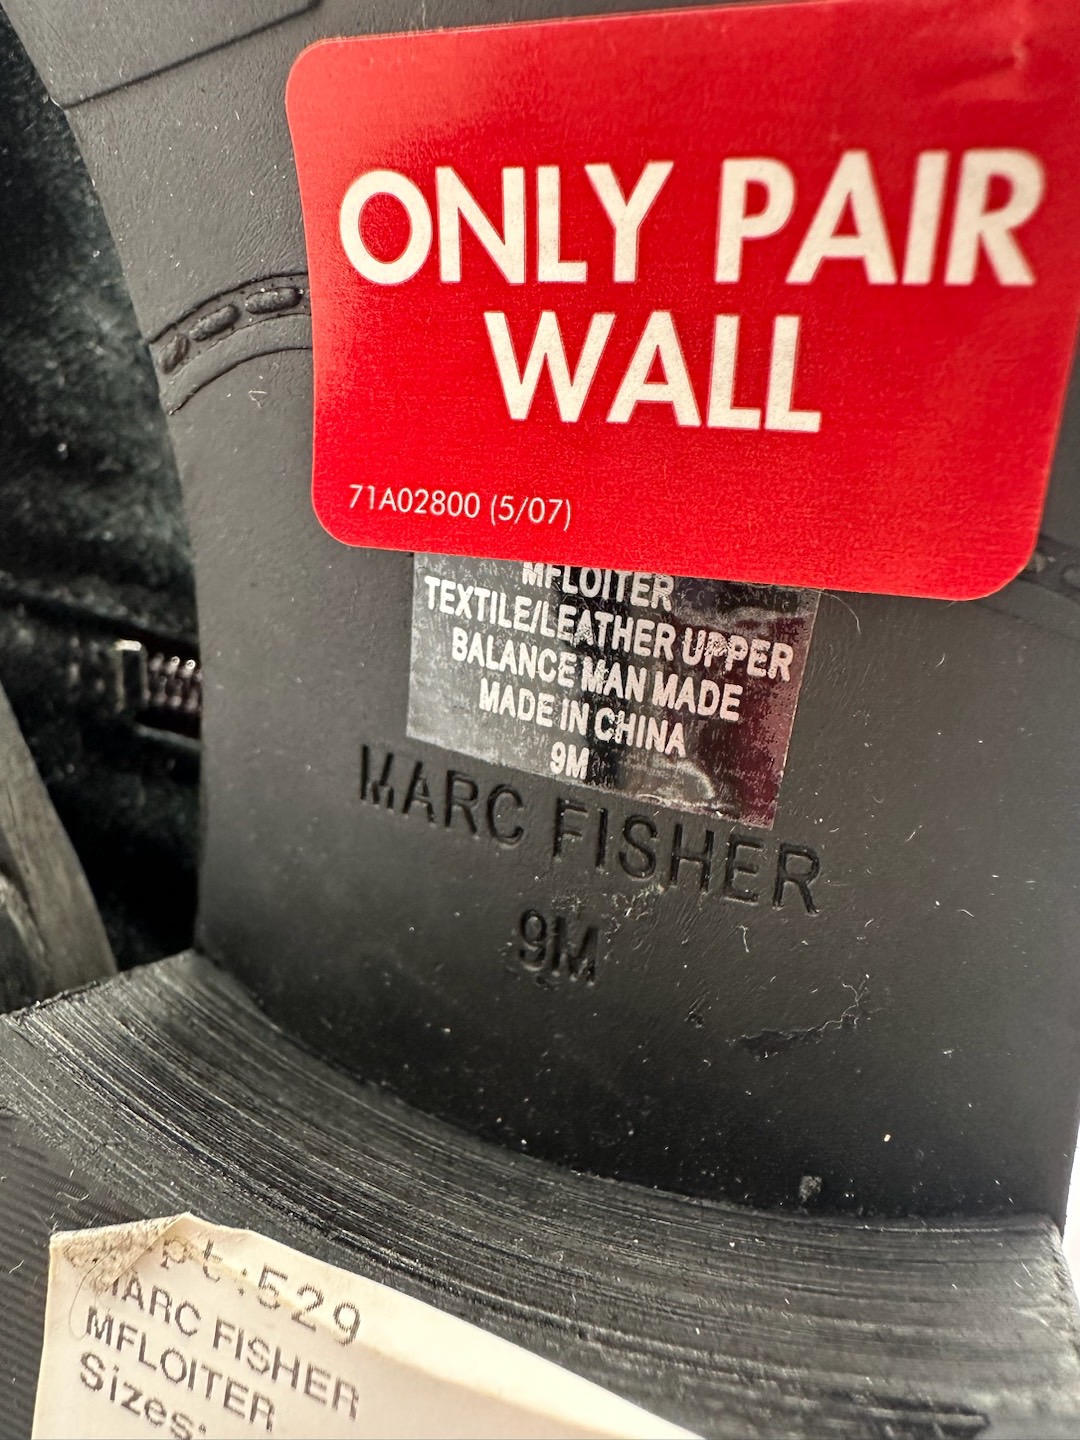 ONLY PAIR
WALL
71A02800 (5/07)
MFLOITER
TEXTILE/LEATHER UPPER
BALANCE MAN MADE
MADE IN CHINA
9M
MARC FISHER
9M
pt:529
MARC FISHER
MFLOITER
Sizes: